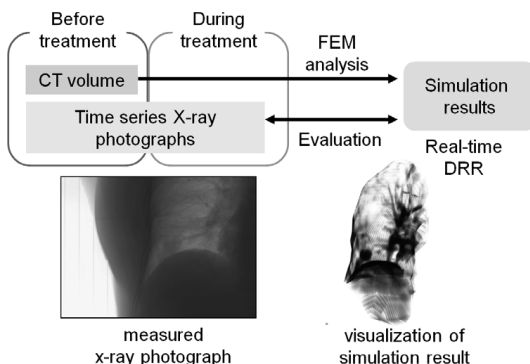 Before
treatment
During
treatment
FEM
analysis
CT volume
Simulation
results
Time series X-ray
photographs
Evaluation
Real-time
DRR
measured
x-ray photograph
visualization of
simulation result